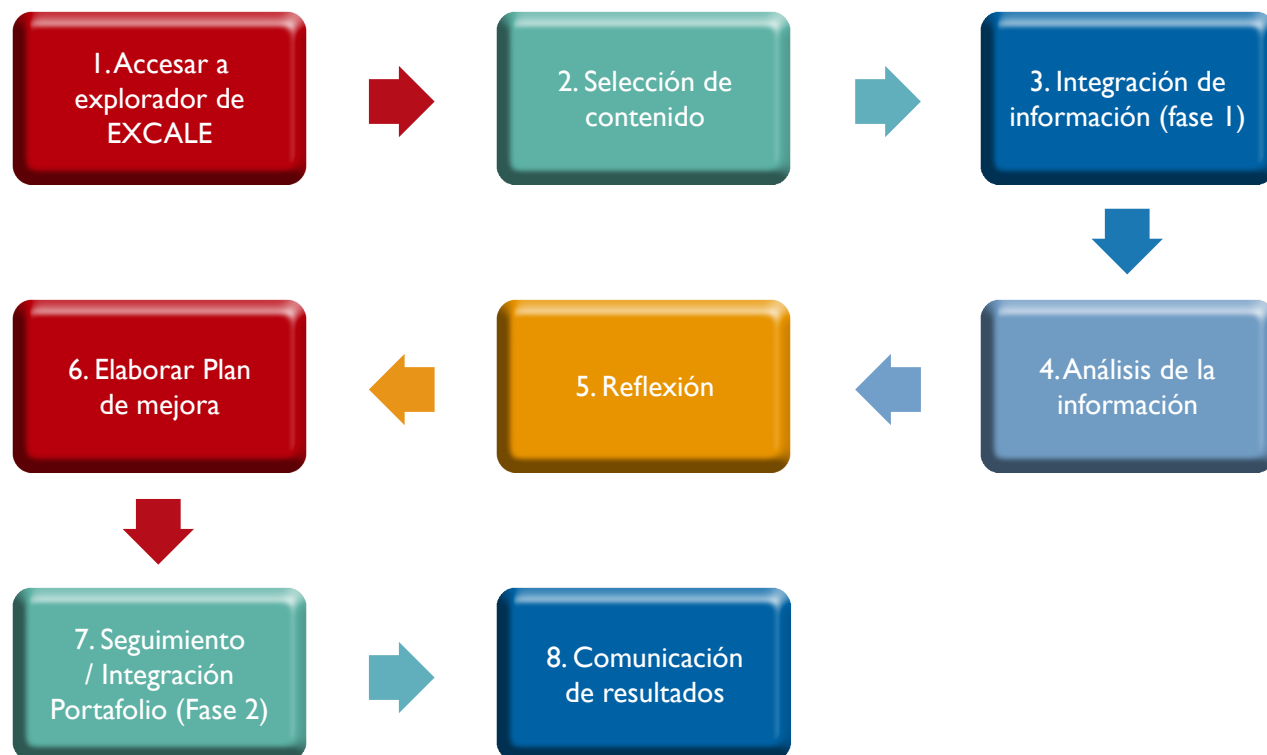 1. Accesar a
explorador de
EXCALE
2. Selección de
contenido
3. Integración de
información (fase 1)
4. Análisis de la
información
5. Reflexión
6. Elaborar Plan
de mejora
7. Seguimiento
/ Integración
Portafolio (Fase 2)
8. Comunicación
de resultados